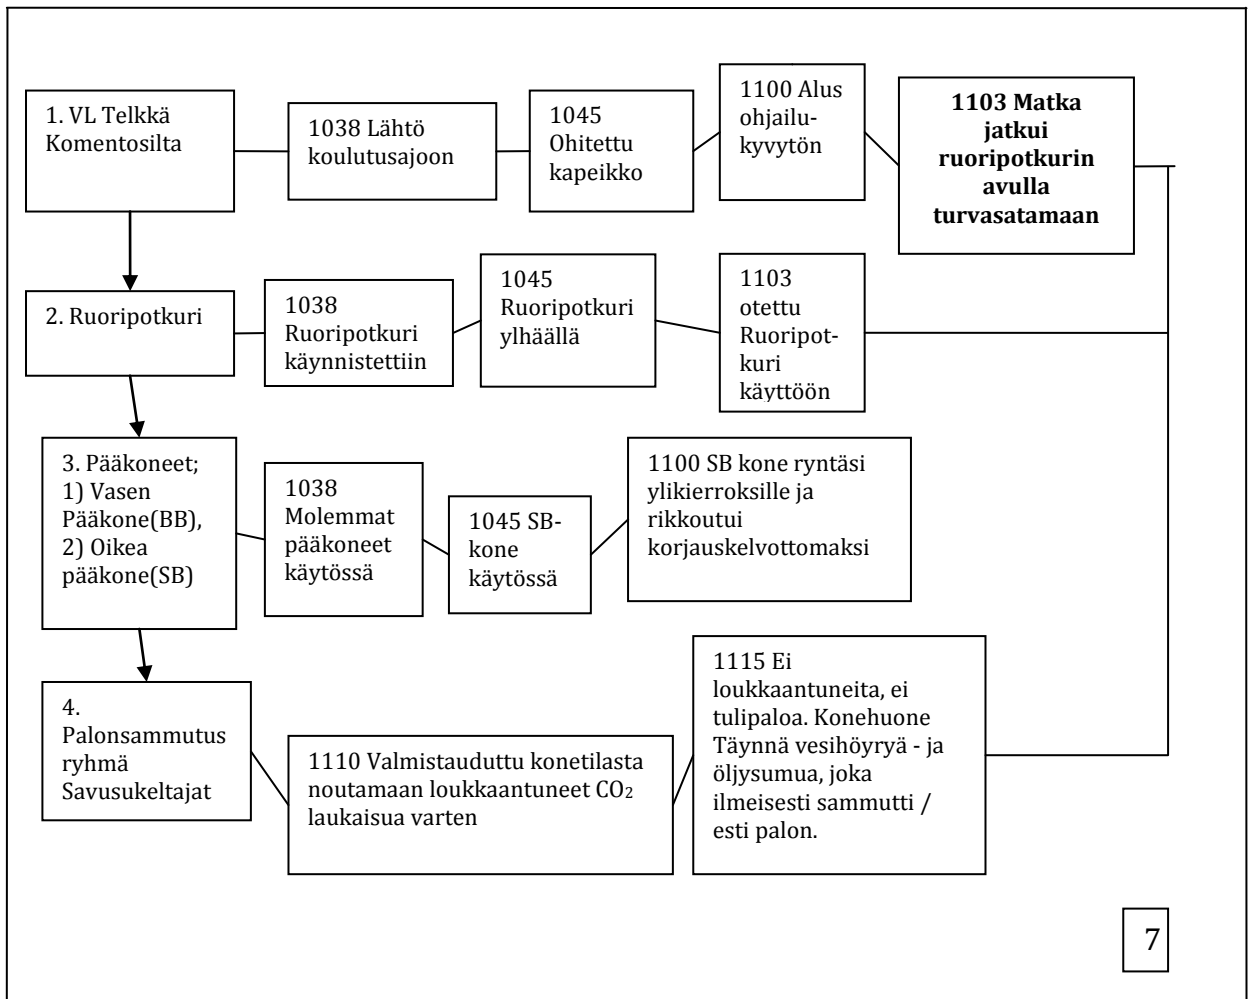 1. VL Telkkä
Komentosilta
1038 Lähtö
koulutusajoon
1045
Ohitettu
kapeikko
1100 Alus
ohjailu-
kyvytön
1103 Matka
jatkui
ruoripotkurin
avulla
turvasatamaan
2. Ruoripotkuri
1038
Ruoripotkuri
käynnistettiin
1045
Ruoripotkuri
ylhäällä
1103
otettu
Ruoripot-
kuri
käyttöön
3. Pääkoneet;
1) Vasen
Pääkone(BB),
2) Oikea
pääkone(SB)
1038
Molemmat
pääkoneet
käytössä
1045 SB-
kone
käytössä
1100 SB kone ryntäsi
ylikierroksille ja
rikkoutui
korjauskelvottomaksi
4.
Palonsammutus
ryhmä
Savusukeltajat
1110 Valmistauduttu konetilasta
noutamaan loukkaantuneet CO₂
laukaisua varten
1115 Ei
loukkaantuneita, ei
tulipaloa. Konehuone
Täynnä vesihöyryä - ja
öljysumua, joka
ilmeisesti sammutti /
esti palon.
7